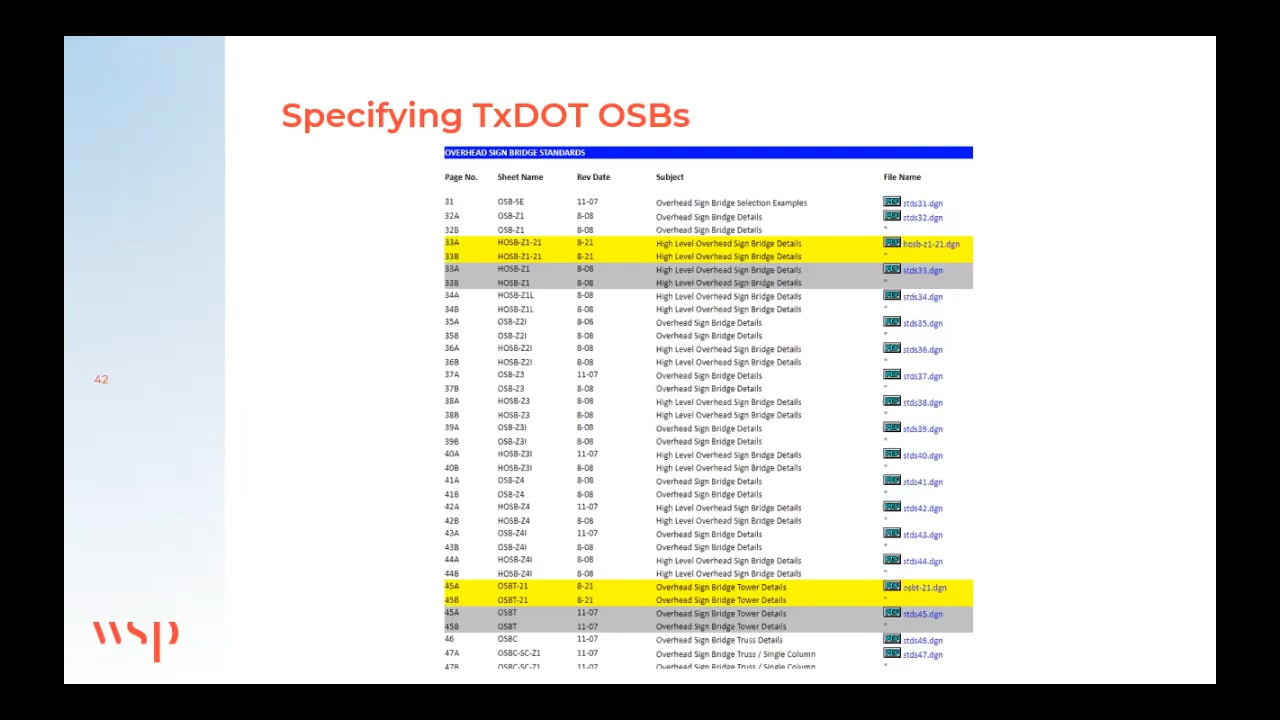 Specifying TxDOT OSBs
OVERHEAD SIGN BRIDGE STANDARDS
Page No. Sheet Name Rev Date Subject File Name
31 OSB-SE 11-07 Overhead Sign Bridge Selection Examples stds31.dgn
32A OSB-Z1 8-08 Overhead Sign Bridge Details stds32.dgn
32B OSB-Z1 8-08 Overhead Sign Bridge Details "
33A HOSB-Z1-21 8-21 High Level Overhead Sign Bridge Details hosb-z1-21.dgn
33B HOSB-Z1-21 8-21 High Level Overhead Sign Bridge Details "
33A HOSB-Z1 8-08 High Level Overhead Sign Bridge Details stds33.dgn
33B HOSB-Z1 8-08 High Level Overhead Sign Bridge Details "
34A HOSB-Z1L 8-08 High Level Overhead Sign Bridge Details stds34.dgn
34B HOSB-Z1L 8-08 High Level Overhead Sign Bridge Details "
35A OSB-Z2I 8-08 Overhead Sign Bridge Details stds35.dgn
35B OSB-Z2I 8-08 Overhead Sign Bridge Details "
36A HOSB-Z2I 8-08 High Level Overhead Sign Bridge Details stds36.dgn
36B HOSB-Z2I 8-08 High Level Overhead Sign Bridge Details "
37A OSB-Z3 11-07 Overhead Sign Bridge Details stds37.dgn
37B OSB-Z3 8-08 Overhead Sign Bridge Details "
38A HOSB-Z3 8-08 High Level Overhead Sign Bridge Details stds38.dgn
38B HOSB-Z3 8-08 High Level Overhead Sign Bridge Details "
39A OSB-Z3I 8-08 Overhead Sign Bridge Details stds39.dgn
39B OSB-Z3I 8-08 Overhead Sign Bridge Details "
40A HOSB-Z3I 11-07 High Level Overhead Sign Bridge Details stds40.dgn
40B HOSB-Z3I 8-08 High Level Overhead Sign Bridge Details "
41A OSB-Z4 8-08 Overhead Sign Bridge Details stds41.dgn
41B OSB-Z4 8-08 Overhead Sign Bridge Details "
42A HOSB-Z4 11-07 High Level Overhead Sign Bridge Details stds42.dgn
42B HOSB-Z4 8-08 High Level Overhead Sign Bridge Details "
43A OSB-Z4I 11-07 Overhead Sign Bridge Details stds43.dgn
43B OSB-Z4I 8-08 Overhead Sign Bridge Details "
44A HOSB-Z4I 8-08 High Level Overhead Sign Bridge Details stds44.dgn
44B HOSB-Z4I 8-08 High Level Overhead Sign Bridge Details "
45A OSBT-21 8-21 Overhead Sign Bridge Tower Details osbt-21.dgn
45B OSBT-21 8-21 Overhead Sign Bridge Tower Details "
45A OSBT 11-07 Overhead Sign Bridge Tower Details stds45.dgn
45B OSBT 11-07 Overhead Sign Bridge Tower Details "
46 OSBC 11-07 Overhead Sign Bridge Truss Details stds46.dgn
47A OSBC-SC-Z1 11-07 Overhead Sign Bridge Truss / Single Column stds47.dgn
47B OSBC-SC-Z1 11-07 Overhead Sign Bridge Truss / Single Column "
42
wsp